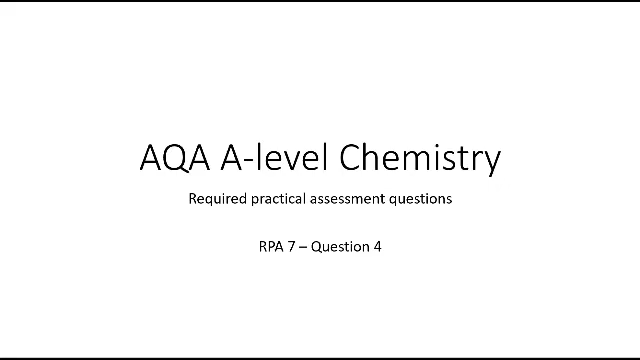 AQA A-level Chemistry
Required practical assessment questions
RPA 7 – Question 4